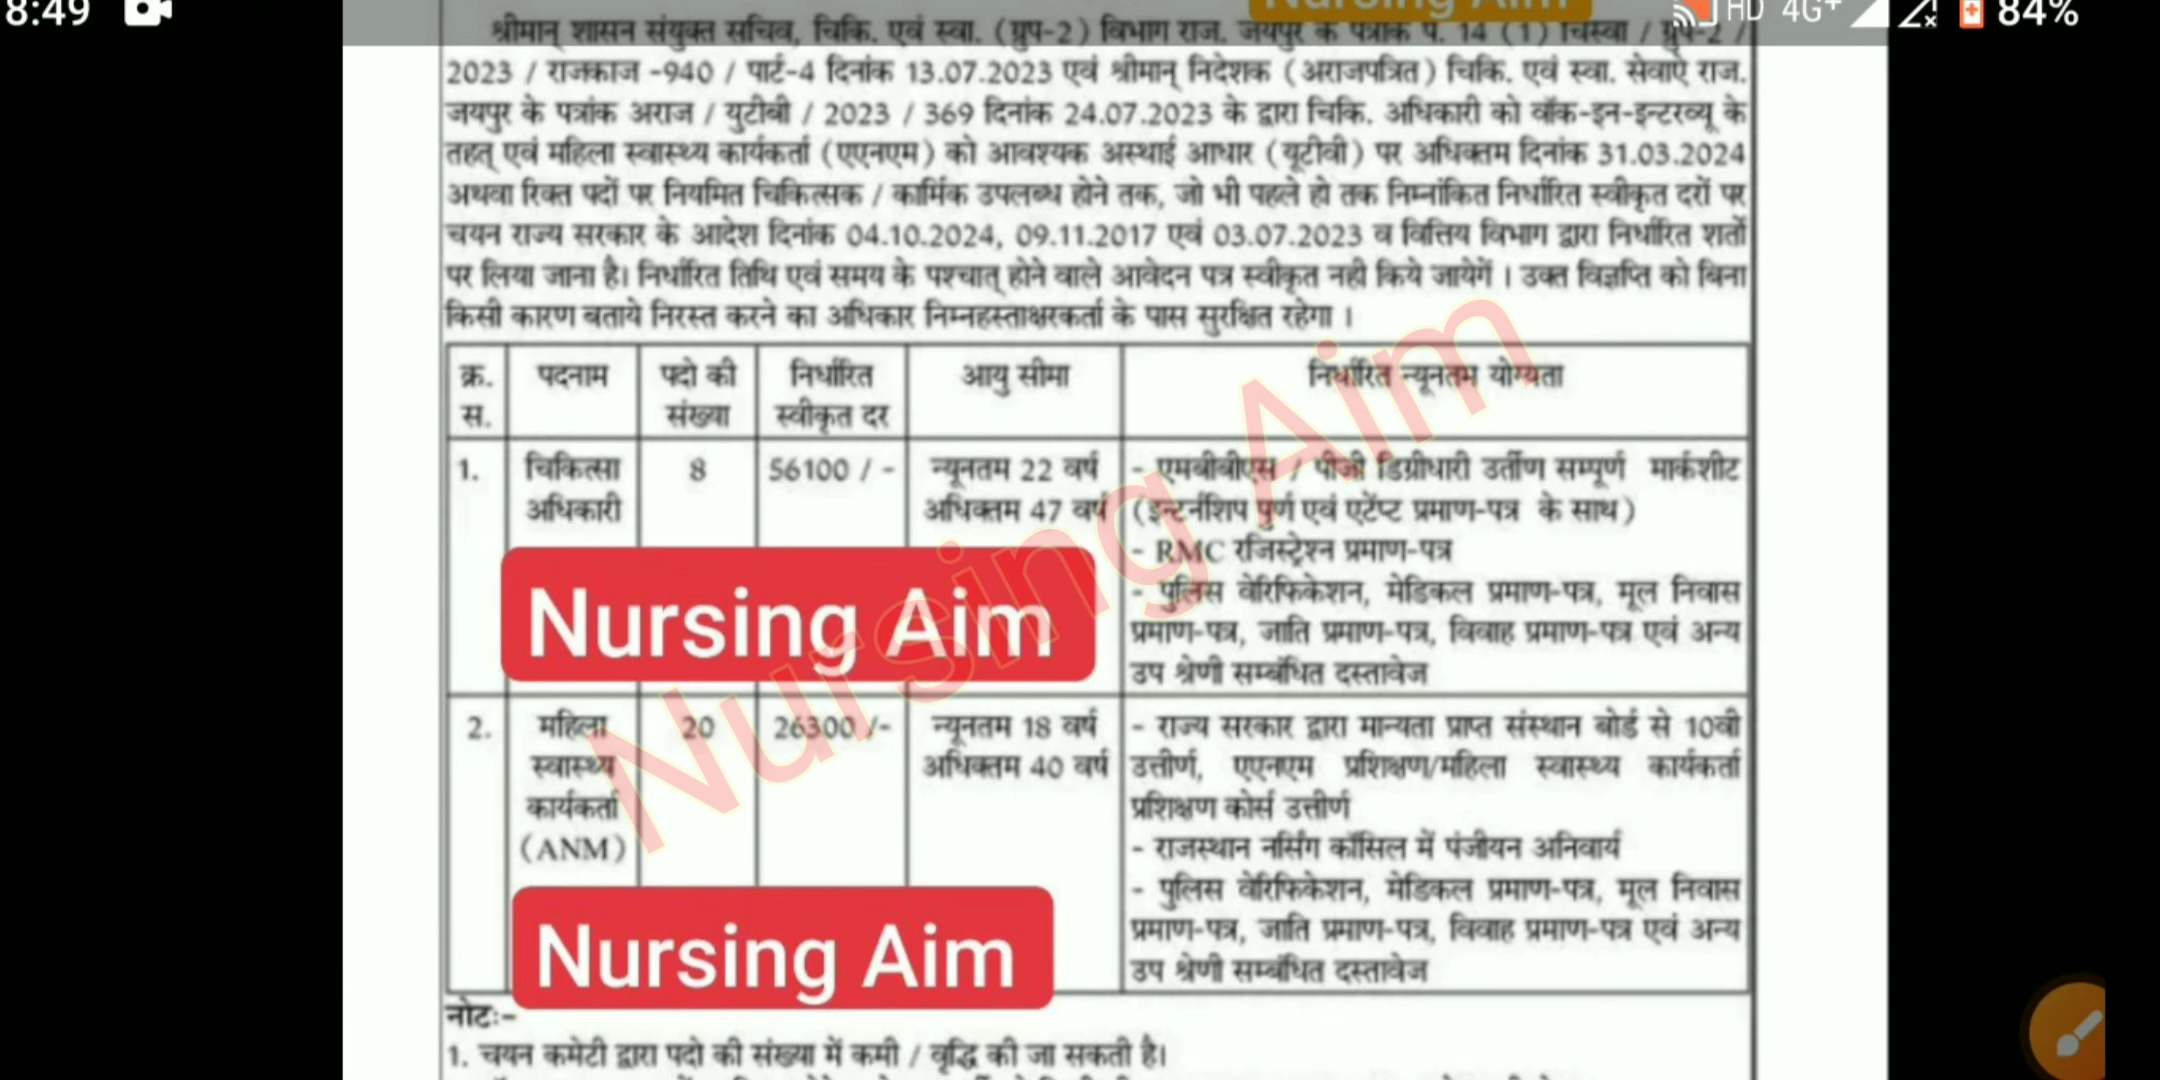 8:49
HD 4G+ 84%
Nursing Aim
श्रीमान् शासन संयुक्त सचिव, चिकि. एवं स्वा. (ग्रुप-2) विभाग राज. जयपुर के पत्रांक प. 14 (1) चिस्वा / ग्रुप-2 /
2023 / राजकाज -940 / पार्ट-4 दिनांक 13.07.2023 एवं श्रीमान् निदेशक (अराजपत्रित) चिकि. एवं स्वा. सेवाऐं राज.
जयपुर के पत्रांक अराज / युटीबी / 2023 / 369 दिनांक 24.07.2023 के द्वारा चिकि. अधिकारी को वॉक-इन-इन्टरव्यू के
तहत् एवं महिला स्वास्थ्य कार्यकर्ता (एएनएम) को आवश्यक अस्थाई आधार (यूटीवी) पर अधिक्तम दिनांक 31.03.2024
अथवा रिक्त पदों पर नियमित चिकित्सक / कार्मिक उपलब्ध होने तक, जो भी पहले हो तक निम्नांकित निर्धारित स्वीकृत दरों पर
चयन राज्य सरकार के आदेश दिनांक 04.10.2024, 09.11.2017 एवं 03.07.2023 व वित्तिय विभाग द्वारा निर्धारित शर्तों
पर लिया जाना है। निर्धारित तिथि एवं समय के पश्चात् होने वाले आवेदन पत्र स्वीकृत नही किये जायेगें । उक्त विज्ञप्ति को बिना
किसी कारण बताये निरस्त करने का अधिकार निम्नहस्ताक्षरकर्ता के पास सुरक्षित रहेगा ।
क्र. पदनाम पदो की निर्धारित आयु सीमा निर्धारित न्यूनतम योग्यता
स. संख्या स्वीकृत दर
1. चिकित्सा 8 56100 / - न्यूनतम 22 वर्ष - एमबीबीएस / पीजी डिग्रीधारी उर्तीण सम्पूर्ण मार्कशीट
अधिकारी अधिक्तम 47 वर्ष (इन्टर्नशिप पुर्ण एवं एटेंप्ट प्रमाण-पत्र के साथ)
- RMC रजिस्ट्रेश्न प्रमाण-पत्र
- पुलिस वेरिफिकेशन, मेडिकल प्रमाण-पत्र, मूल निवास
प्रमाण-पत्र, जाति प्रमाण-पत्र, विवाह प्रमाण-पत्र एवं अन्य
उप श्रेणी सम्बंधित दस्तावेज
Nursing Aim
Nursing Aim
2. महिला 20 26300 /- न्यूनतम 18 वर्ष - राज्य सरकार द्वारा मान्यता प्राप्त संस्थान बोर्ड से 10वी
स्वास्थ्य अधिक्तम 40 वर्ष उत्तीर्ण, एएनएम प्रशिक्षण/महिला स्वास्थ्य कार्यकर्ता
कार्यकर्ता प्रशिक्षण कोर्स उत्तीर्ण
(ANM) - राजस्थान नर्सिंग कॉसिल में पंजीयन अनिवार्य
- पुलिस वेरिफिकेशन, मेडिकल प्रमाण-पत्र, मूल निवास
प्रमाण-पत्र, जाति प्रमाण-पत्र, विवाह प्रमाण-पत्र एवं अन्य
उप श्रेणी सम्बंधित दस्तावेज
Nursing Aim
नोटः-
1. चयन कमेटी द्वारा पदो की संख्या में कमी / वृद्धि की जा सकती है।